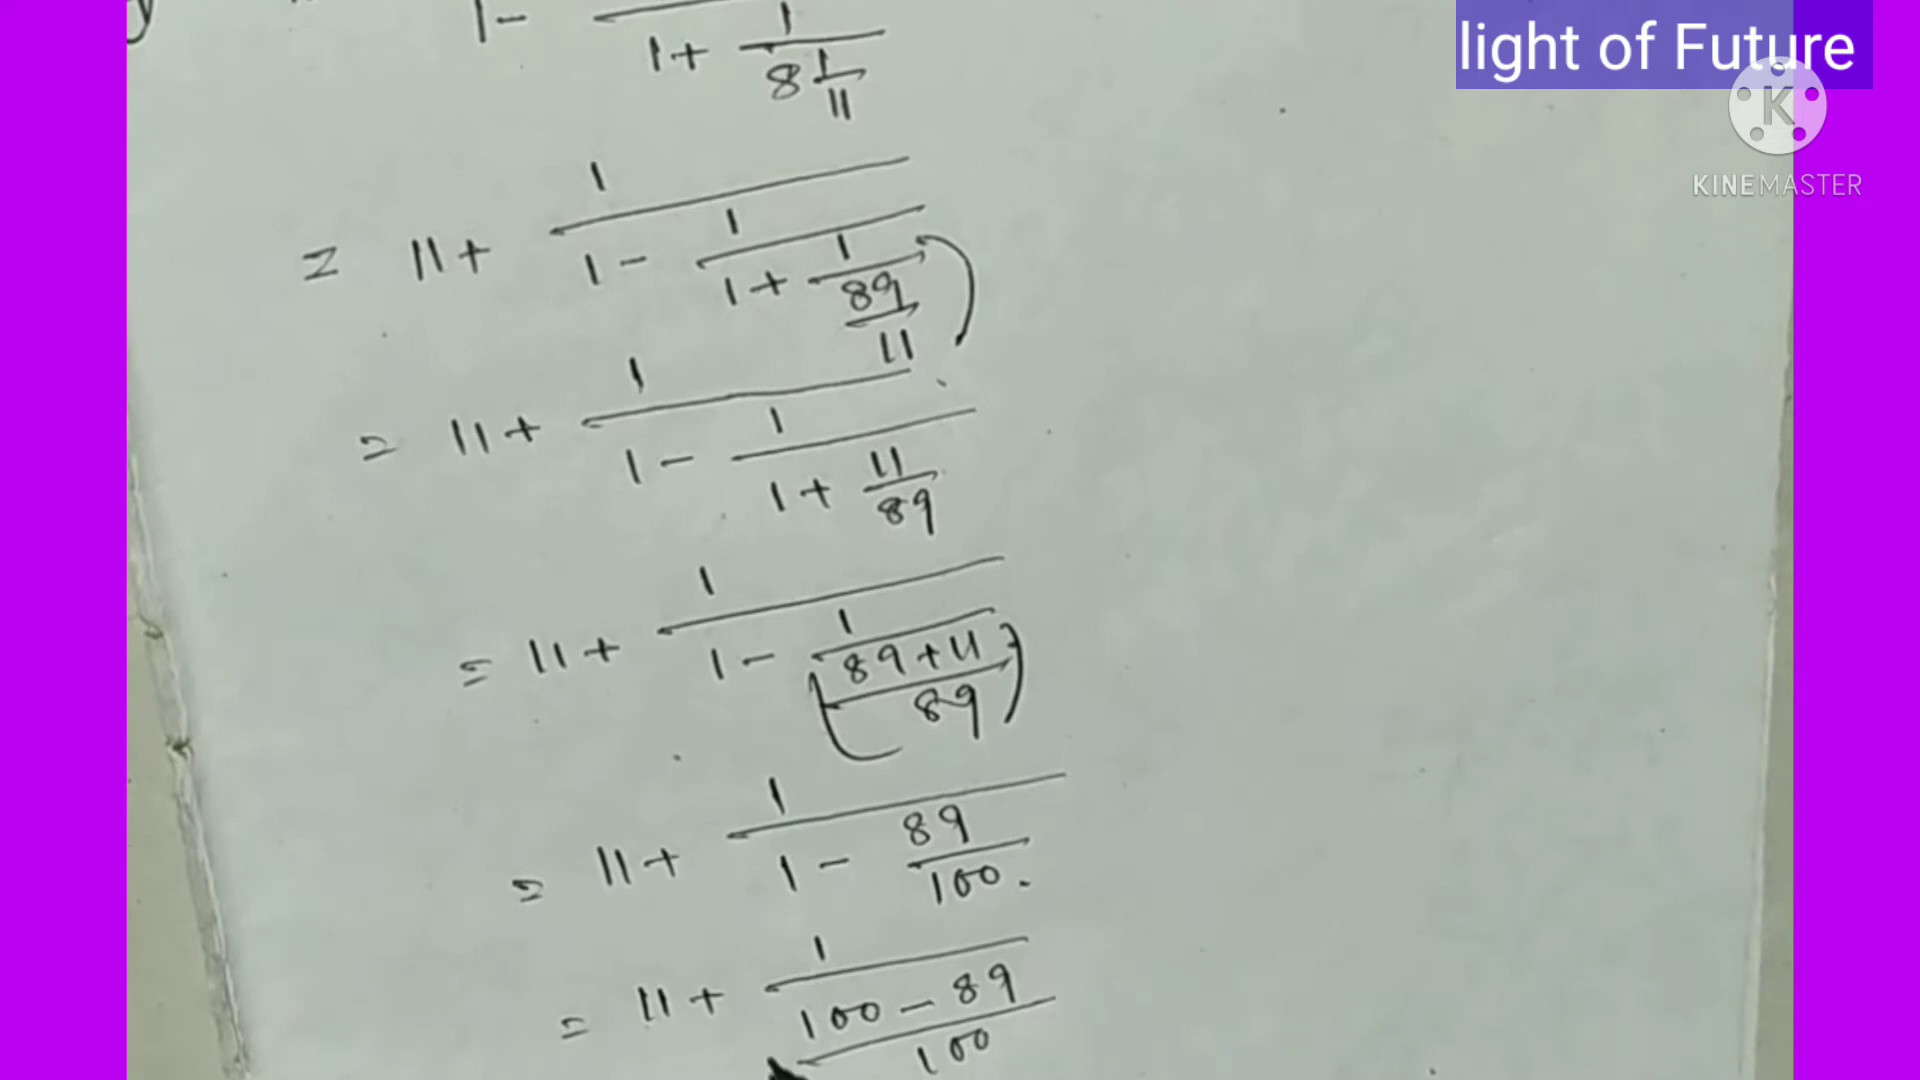 light of Future
KINEMASTER
1 - 1/(1 + 1/(8 1/11))
= 11 + 1/(1 - 1/(1 + 1/(89/11)))
= 11 + 1/(1 - 1/(1 + 11/89))
= 11 + 1/(1 - 1/((89+11)/89))
= 11 + 1/(1 - 89/100.)
= 11 + 1/((100-89)/100)